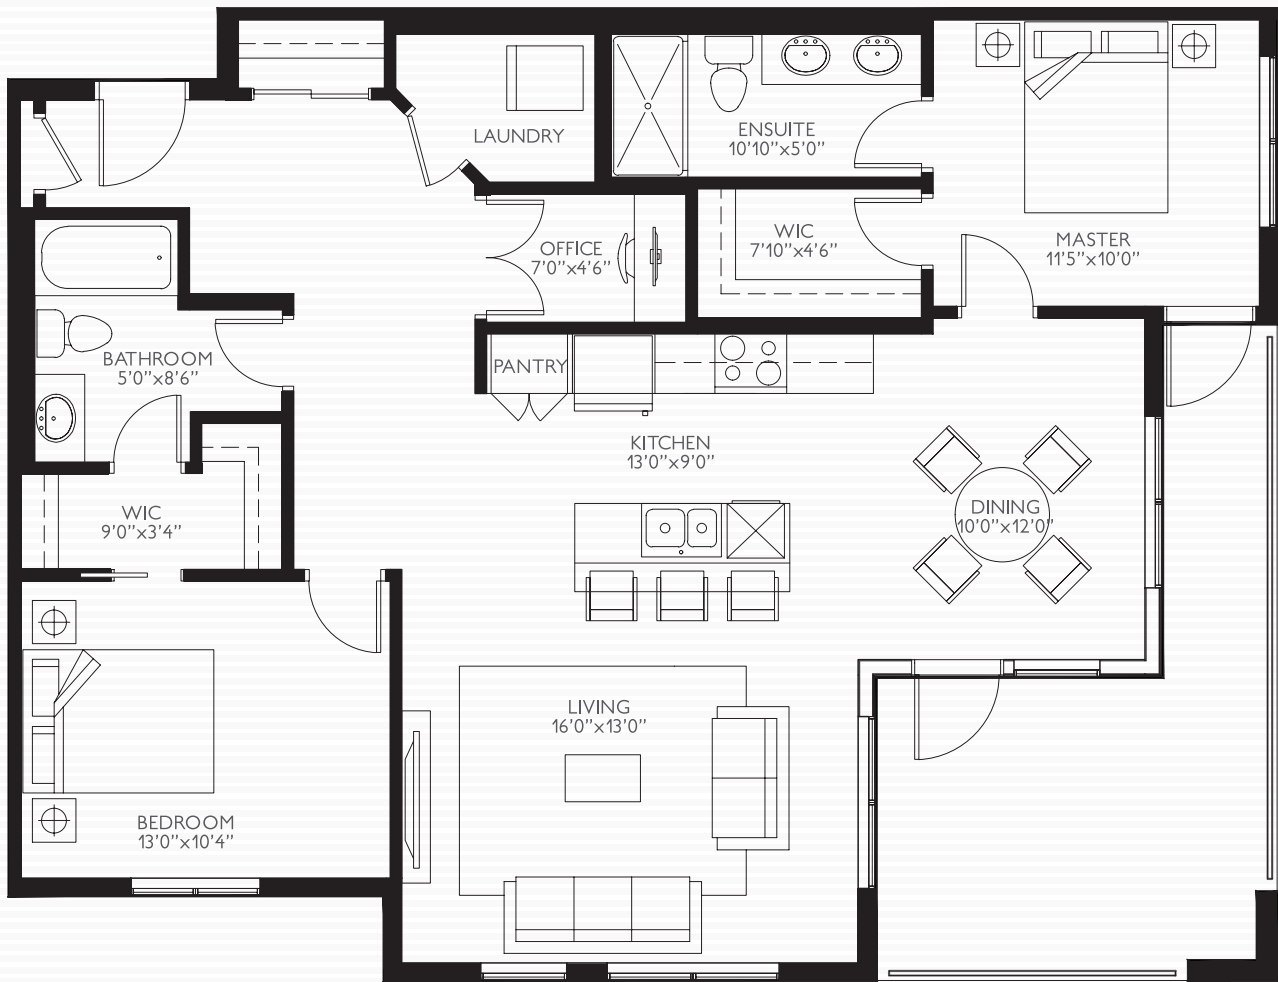 LAUNDRY
ENSUITE
10'10"x5'0"
WIC
7'10"x4'6"
MASTER
11'5"x10'0"
OFFICE
7'0"x4'6"
BATHROOM
5'0"x8'6"
PANTRY
KITCHEN
13'0"x9'0"
WIC
9'0"x3'4"
DINING
10'0"x12'0"
LIVING
16'0"x13'0"
BEDROOM
13'0"x10'4"